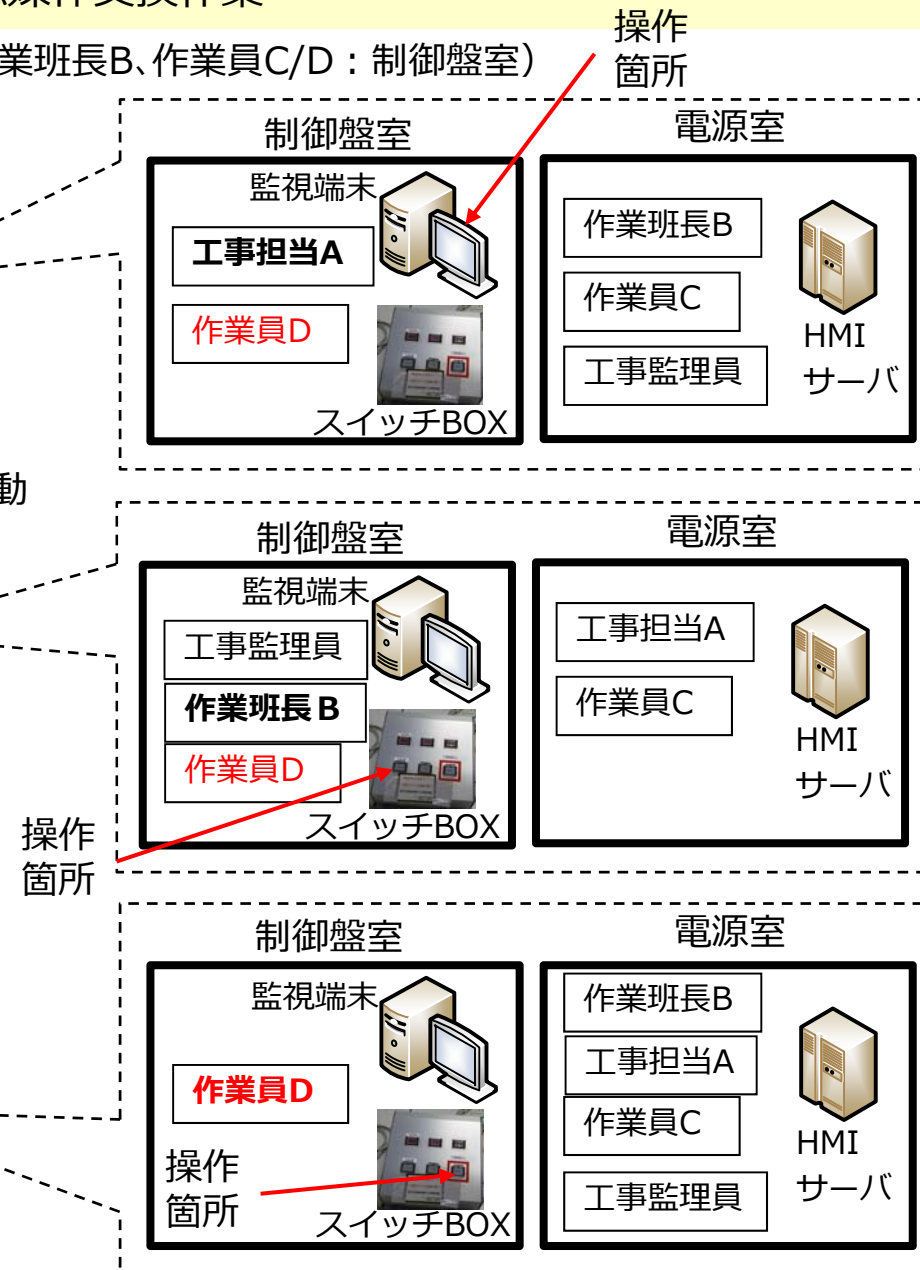 作業
業班長B、作業員C/D:制御盤室)
操作
箇所
制御盤室
電源室
監視端末
工事担当A
作業員D
スイッチBOX
作業班長B
作業員C
工事監理員
HMI
サーバ
動
制御盤室
電源室
監視端末
工事監理員
作業班長B
作業員D
スイッチBOX
工事担当A
作業員C
HMI
サーバ
操作
箇所
制御盤室
電源室
監視端末
作業員D
操作
箇所
スイッチBOX
作業班長B
工事担当A
作業員C
工事監理員
HMI
サーバ